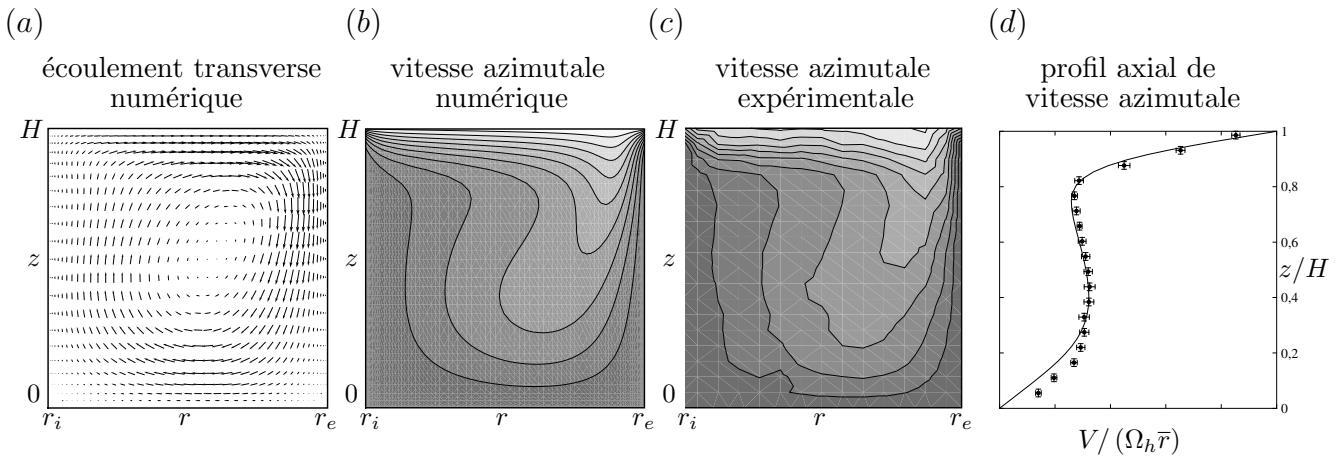 (a)
écoulement transverse
numérique
H
z
0
r_i
r
r_e
(b)
vitesse azimutale
numérique
H
z
0
r_i
r
r_e
(c)
vitesse azimutale
expérimentale
H
z
0
r_i
r
r_e
(d)
profil axial de
vitesse azimutale
1
0,8
0,6
z/H
0,4
0,2
0
V/(Ω_h r̅)